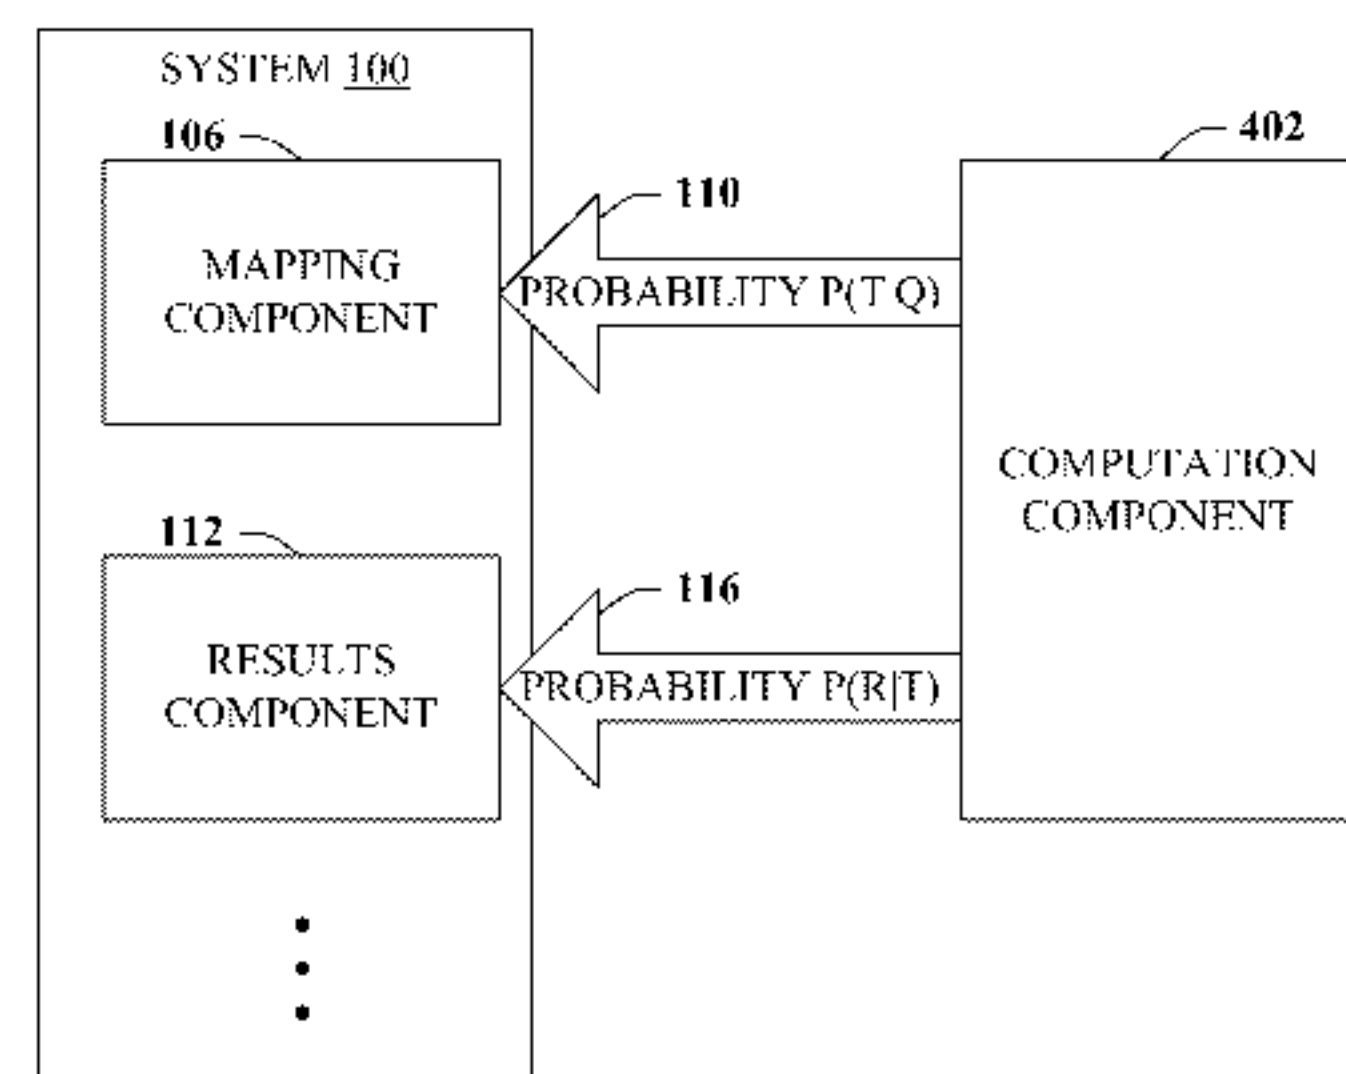 SYSTEM 100
106
MAPPING
COMPONENT
110
PROBABILITY P(T Q)
402
COMPUTATION
COMPONENT
112
RESULTS
COMPONENT
116
PROBABILITY P(R|T)